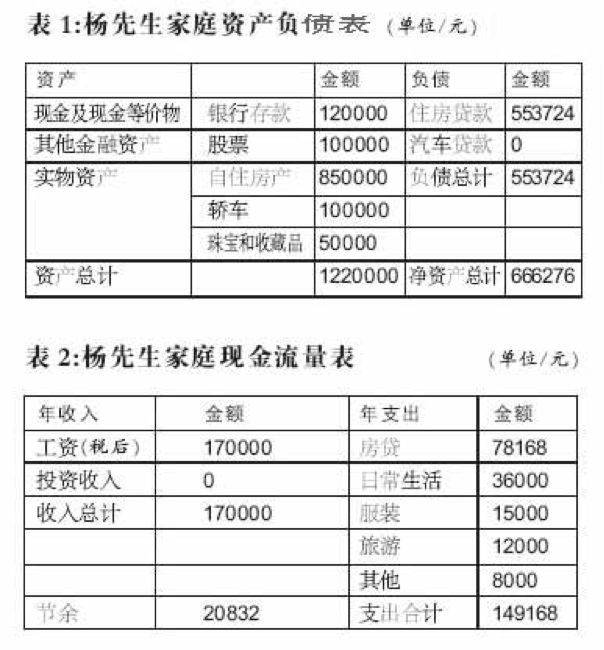 表1:杨先生家庭资产负债表 (单位/元)
资产 金额 负债 金额
现金及现金等价物 银行存款 120000 住房贷款 553724
其他金融资产 股票 100000 汽车贷款 0
实物资产 自住房产 850000 负债总计 553724
轿车 100000
珠宝和收藏品 50000
资产总计 1220000 净资产总计 666276
表2:杨先生家庭现金流量表 (单位/元)
年收入 金额 年支出 金额
工资(税后) 170000 房贷 78168
投资收入 0 日常生活 36000
收入总计 170000 服装 15000
旅游 12000
其他 8000
节余 20832 支出合计 149168